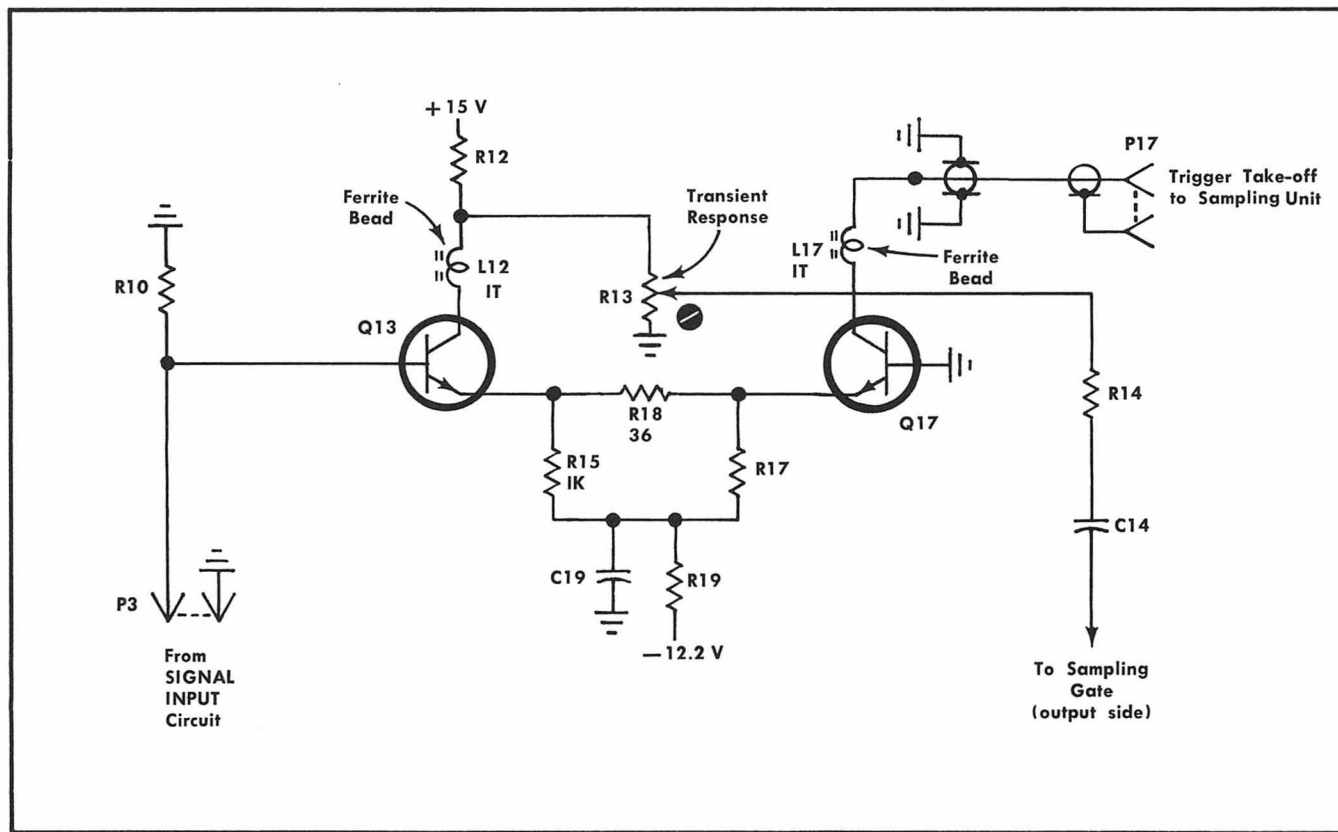 + 15 V
R12
Ferrite
Bead
L12
IT
Transient
Response
R13
P17
Trigger Take-off
to Sampling Unit
L17
IT
Ferrite
Bead
R10
Q13
Q17
R14
R18
36
R15
IK
R17
C14
C19
R19
— 12.2 V
P3
From
SIGNAL
INPUT
Circuit
To Sampling
Gate
(output side)